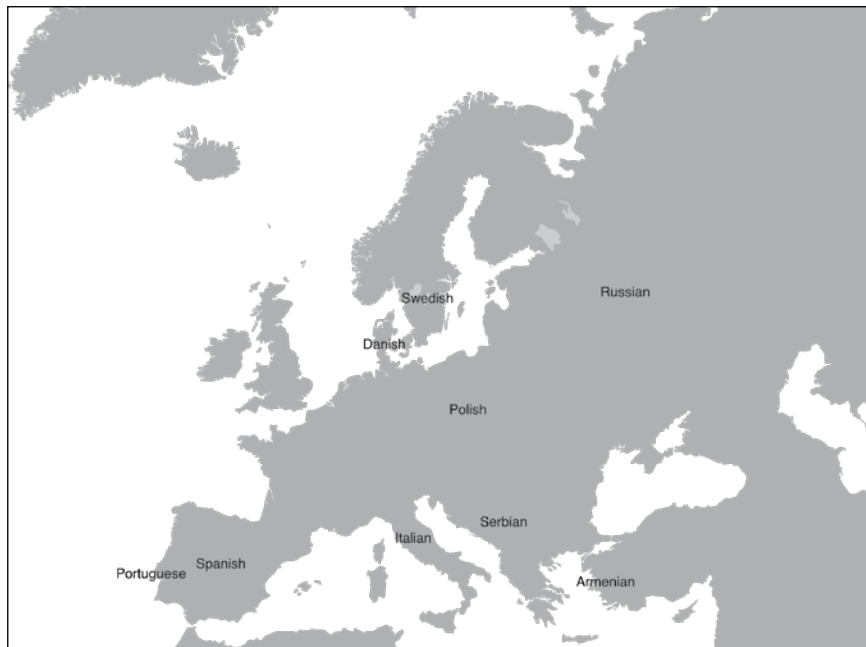 Russian
Swedish
Danish
Polish
Serbian
Italian
Spanish
Portuguese
Armenian